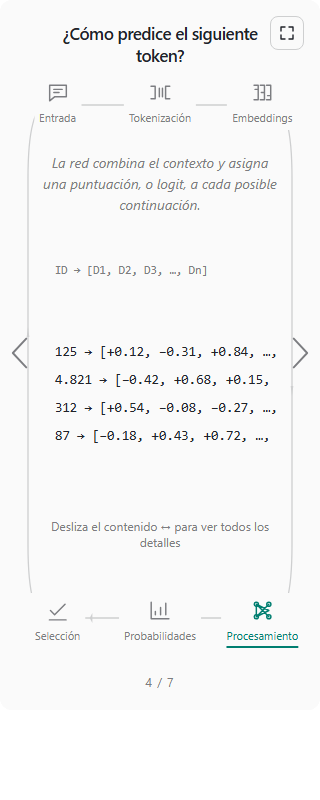 ¿Cómo predice el siguiente
token?
Entrada
Tokenización
Embeddings
La red combina el contexto y asigna
una puntuación, o logit, a cada posible
continuación.
ID → [D1, D2, D3, …, Dn]
125 → [+0.12, −0.31, +0.84, …,
4.821 → [−0.42, +0.68, +0.15,
312 → [+0.54, −0.08, −0.27, …,
87 → [−0.18, +0.43, +0.72, …,
Desliza el contenido ↔ para ver todos los
detalles
Selección
Probabilidades
Procesamiento
4 / 7